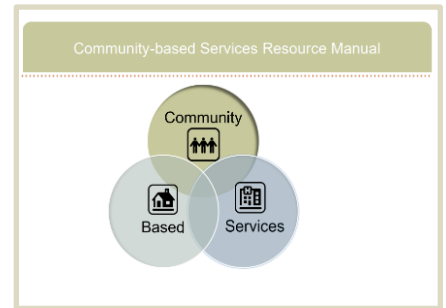 Community-based Services Resource Manual
Community
Based
Services